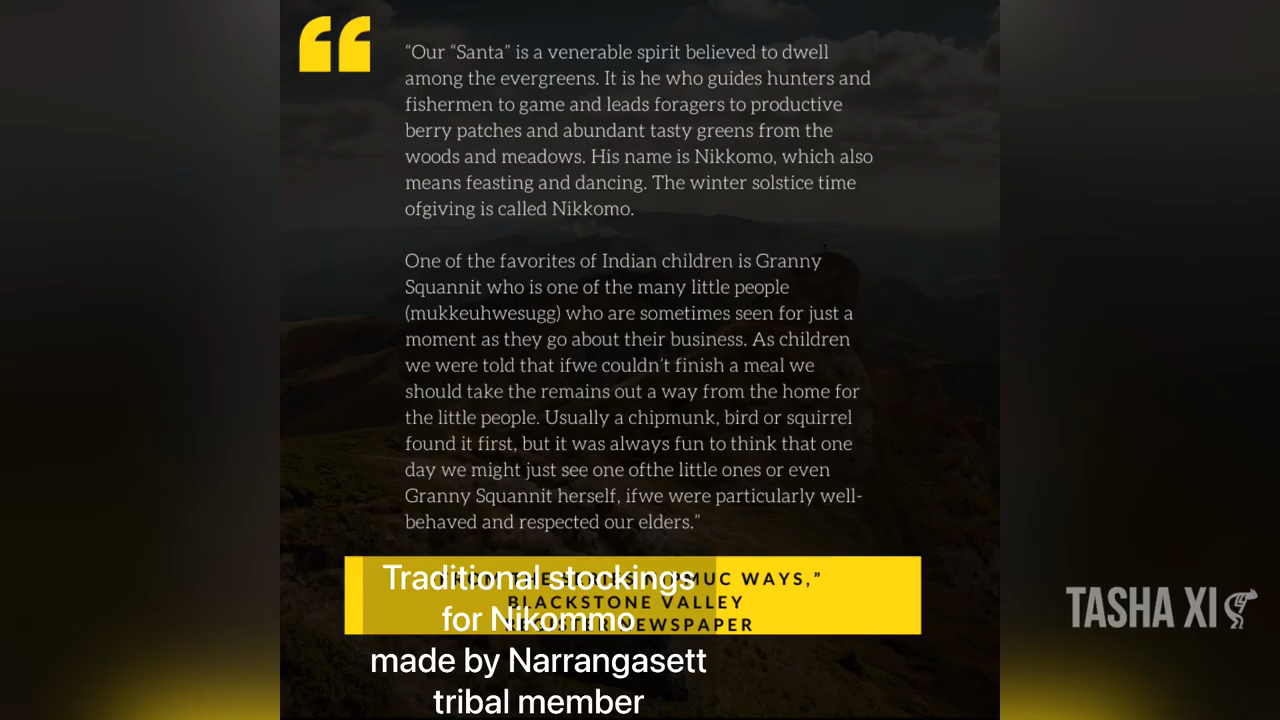 “Our “Santa” is a venerable spirit believed to dwell
among the evergreens. It is he who guides hunters and
fishermen to game and leads foragers to productive
berry patches and abundant tasty greens from the
woods and meadows. His name is Nikkomo, which also
means feasting and dancing. The winter solstice time
ofgiving is called Nikkomo.
One of the favorites of Indian children is Granny
Squannit who is one of the many little people
(mukkeuhwesugg) who are sometimes seen for just a
moment as they go about their business. As children
we were told that ifwe couldn’t finish a meal we
should take the remains out a way from the home for
the little people. Usually a chipmunk, bird or squirrel
found it first, but it was always fun to think that one
day we might just see one ofthe little ones or even
Granny Squannit herself, ifwe were particularly well-
behaved and respected our elders.”
WAYS,”
BLACKSTONE VALLEY
NEWSPAPER
Traditional stockings
for Nikommo
made by Narrangasett
tribal member
TASHA XI